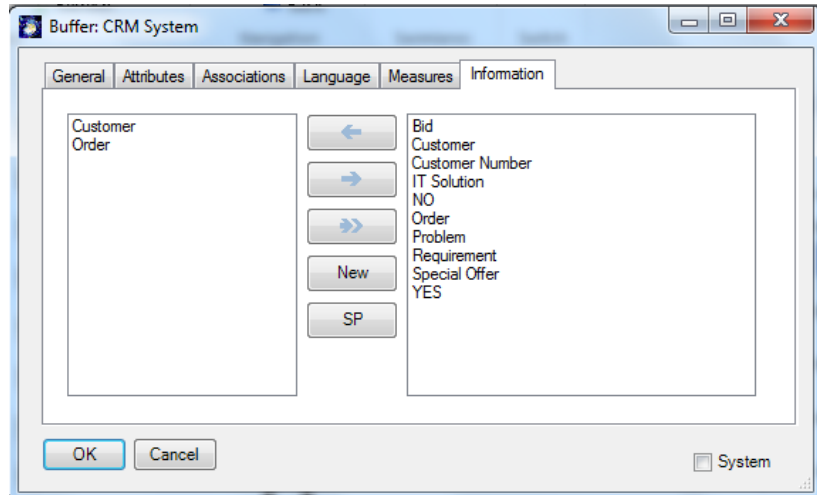 Buffer: CRM System
General Attributes Associations Language Measures Information
Customer
Order
New
SP
Bid
Customer
Customer Number
IT Solution
NO
Order
Problem
Requirement
Special Offer
YES
OK Cancel
System